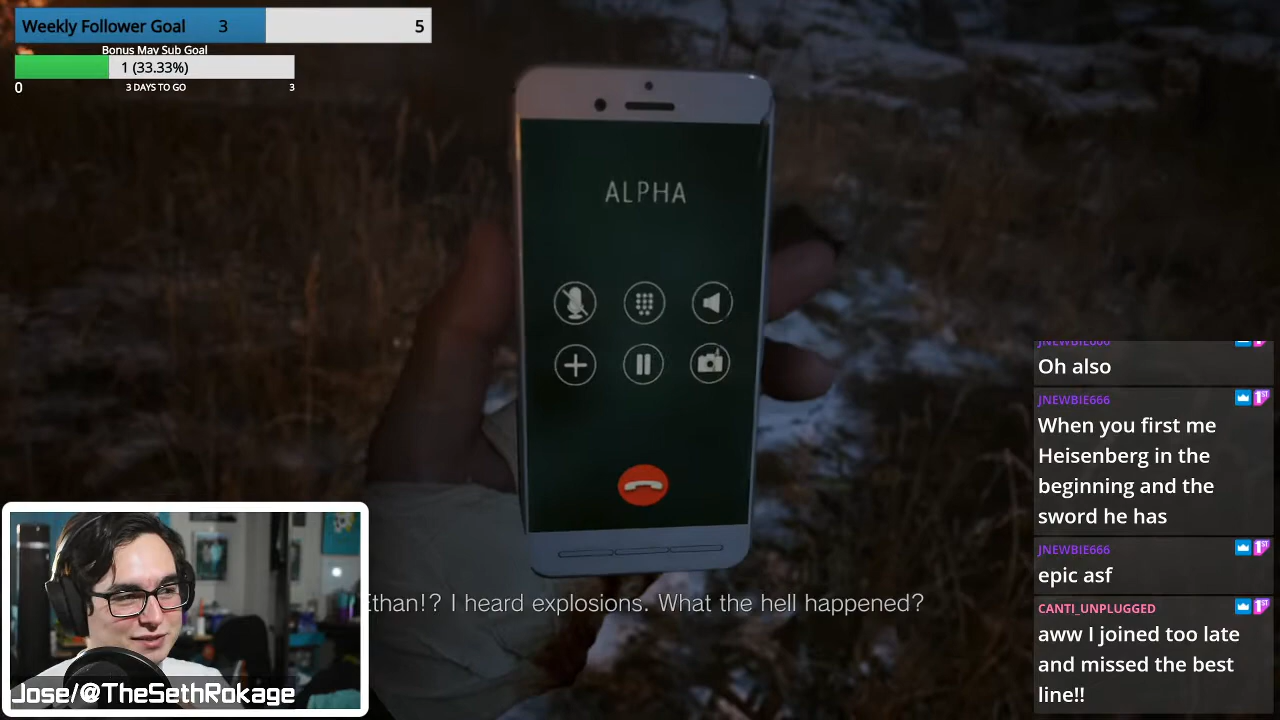 Weekly Follower Goal 3 5
Bonus May Sub Goal
1 (33.33%)
0 3 DAYS TO GO 3
ALPHA
JNEWBIE666
Oh also
JNEWBIE666
When you first me
Heisenberg in the
beginning and the
sword he has
JNEWBIE666
epic asf
CANTI_UNPLUGGED
aww I joined too late
and missed the best
line!!
Ethan!? I heard explosions. What the hell happened?
Jose/@TheSethRokage